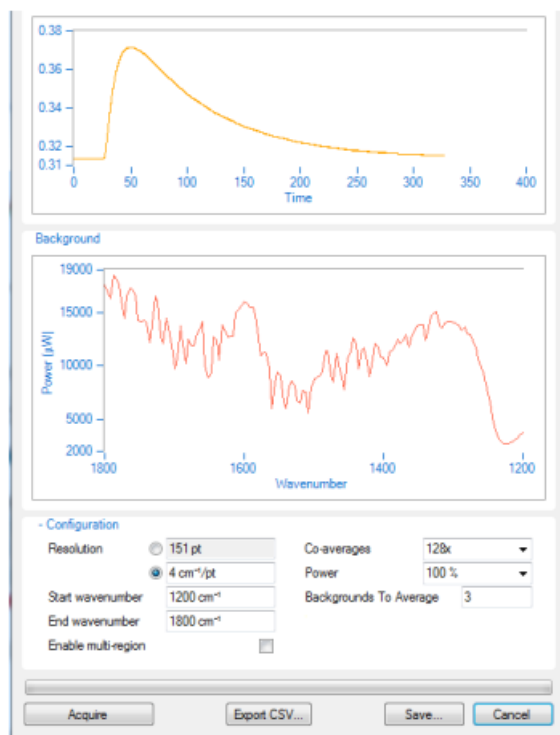 0.38
0.36
0.34
0.32
0.31
0 50 100 150 200 250 300 350 400
Time
Background
19000
15000
10000
5000
2000
Power [µW]
1800 1600 1400 1200
Wavenumber
- Configuration
Resolution 151 pt Co-averages 128x
4 cm⁻¹/pt Power 100 %
Start wavenumber 1200 cm⁻¹ Backgrounds To Average 3
End wavenumber 1800 cm⁻¹
Enable multi-region
Acquire Export CSV... Save... Cancel